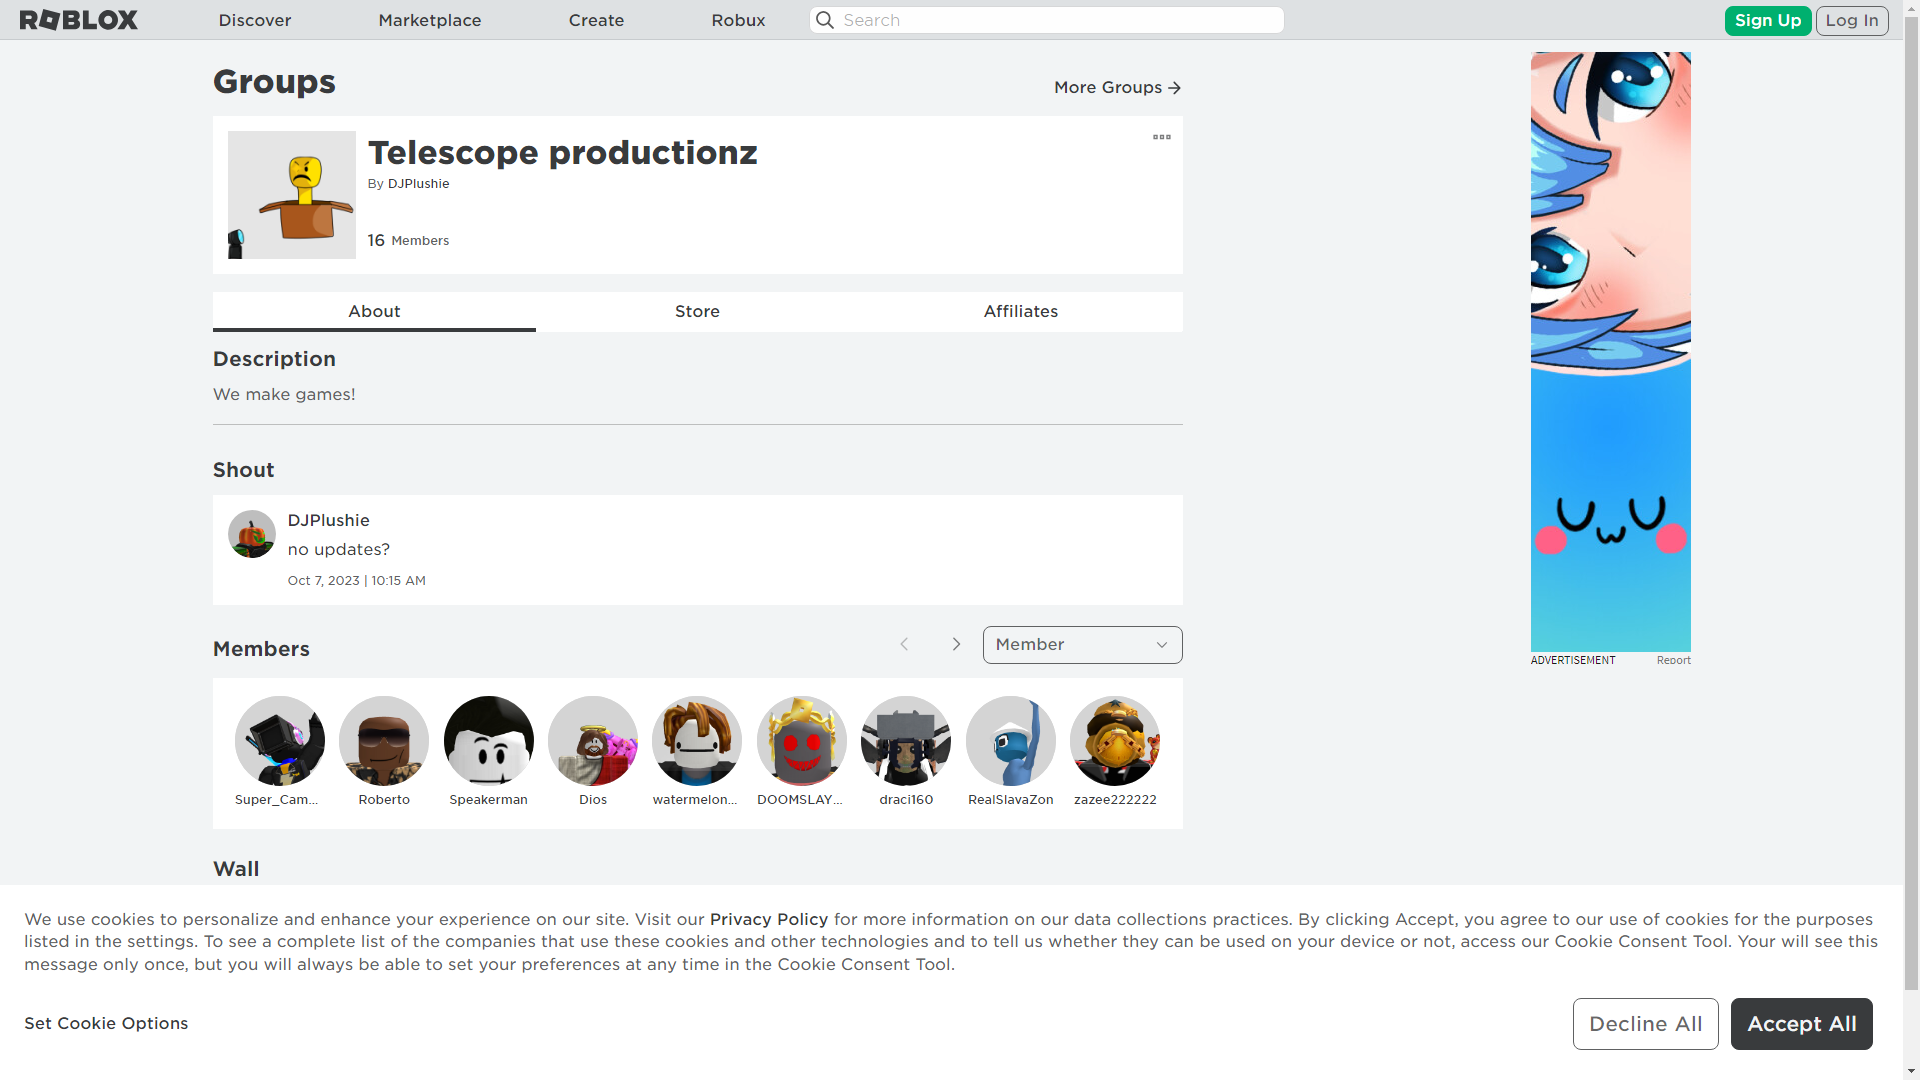 ROBLOX
Discover
Marketplace
Create
Robux
Search
Sign Up
Log In
Groups
More Groups
Telescope productionz
By DJPlushie
16 Members
About
Store
Affiliates
Description
We make games!
Shout
DJPlushie
no updates?
Oct 7, 2023 | 10:15 AM
ADVERTISEMENT
Report
Members
Member
Super_Cam...
Roberto
Speakerman
Dios
watermelon...
DOOMSLAY...
draci160
RealSlavaZon
zazee222222
Wall
We use cookies to personalize and enhance your experience on our site. Visit our Privacy Policy for more information on our data collections practices. By clicking Accept, you agree to our use of cookies for the purposes
listed in the settings. To see a complete list of the companies that use these cookies and other technologies and to tell us whether they can be used on your device or not, access our Cookie Consent Tool. Your will see this
message only once, but you will always be able to set your preferences at any time in the Cookie Consent Tool.
Set Cookie Options
Decline All
Accept All